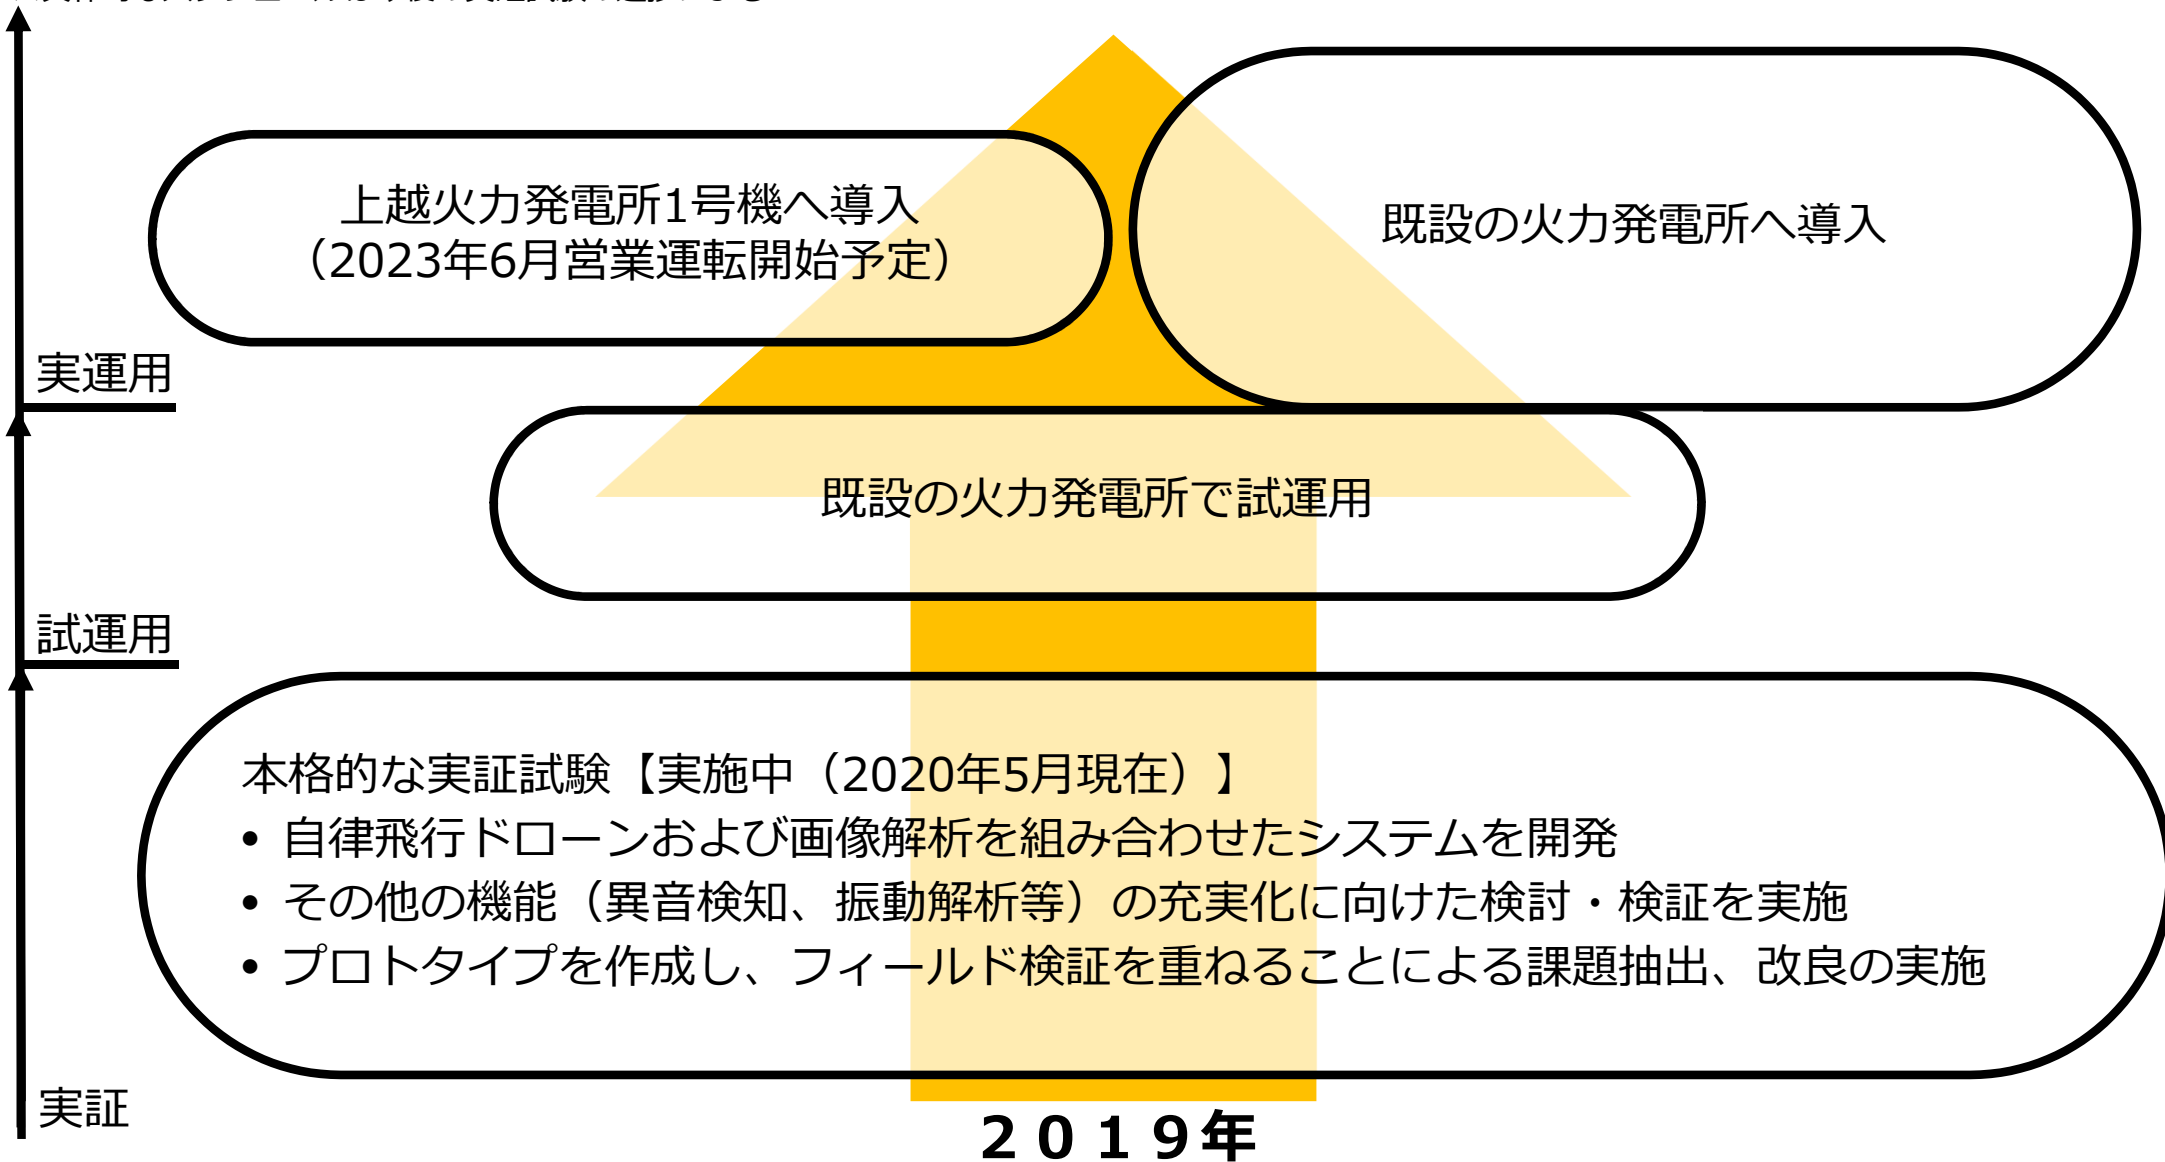 上越火力発電所1号機へ導入
（2023年6月営業運転開始予定）
既設の火力発電所へ導入
実運用
既設の火力発電所で試運用
試運用
本格的な実証試験【実施中（2020年5月現在）】
• 自律飛行ドローンおよび画像解析を組み合わせたシステムを開発
• その他の機能（異音検知、振動解析等）の充実化に向けた検討・検証を実施
• プロトタイプを作成し、フィールド検証を重ねることによる課題抽出、改良の実施
実証
２０１９年